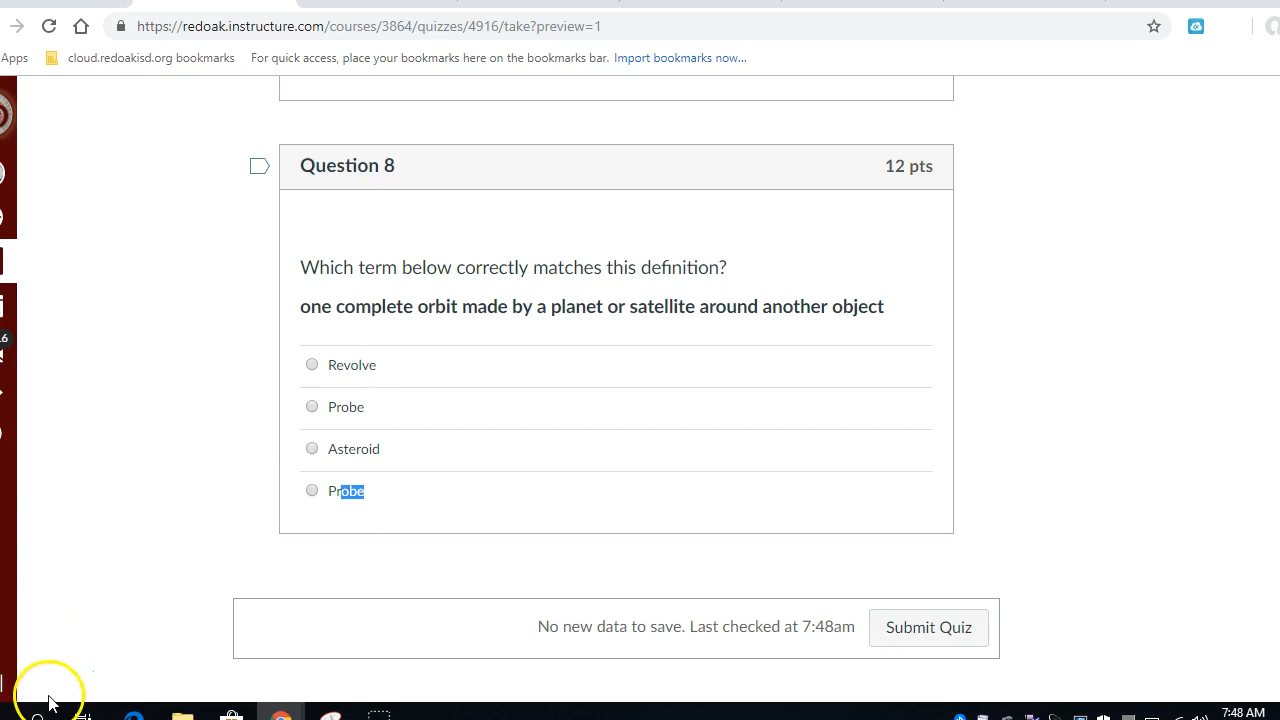 https://redoak.instructure.com/courses/3864/quizzes/4916/take?preview=1
Apps cloud.redoakisd.org bookmarks For quick access, place your bookmarks here on the bookmarks bar. Import bookmarks now...
Question 8 12 pts
Which term below correctly matches this definition?
one complete orbit made by a planet or satellite around another object
Revolve
Probe
Asteroid
Probe
No new data to save. Last checked at 7:48am Submit Quiz
7:48 AM